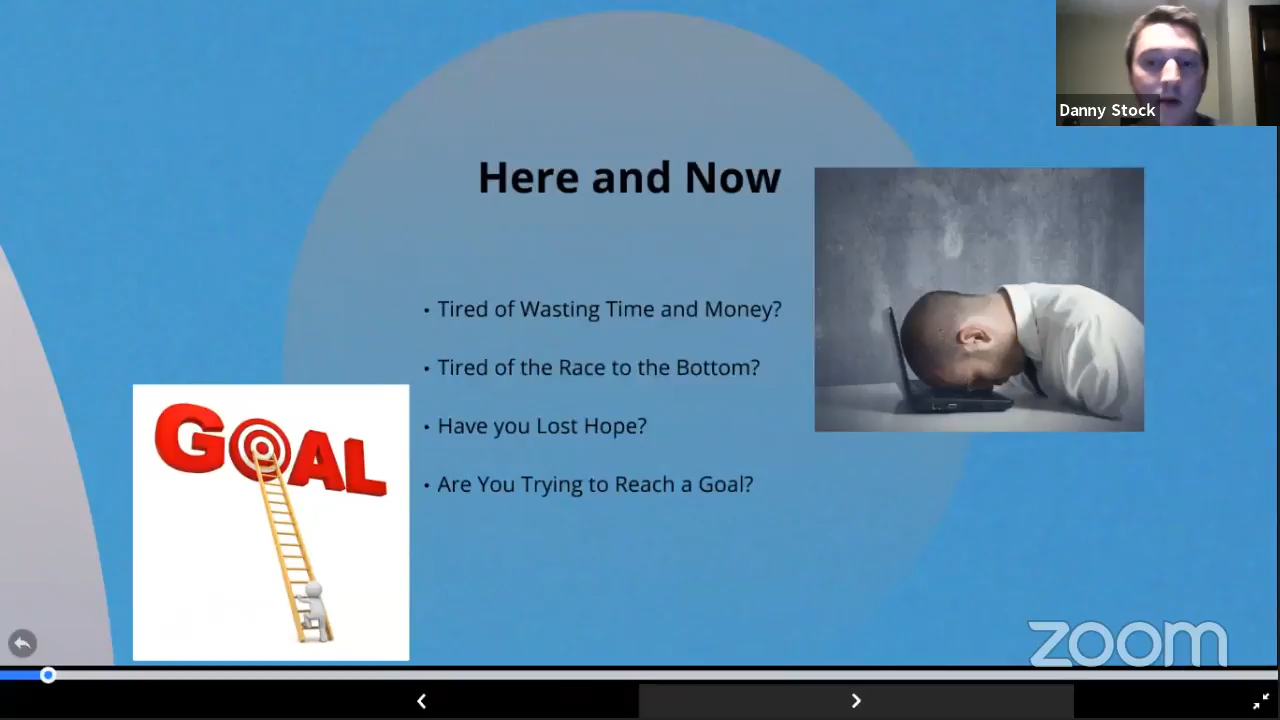 Danny Stock
Here and Now
• Tired of Wasting Time and Money?
• Tired of the Race to the Bottom?
• Have you Lost Hope?
• Are You Trying to Reach a Goal?
GOAL
zoom